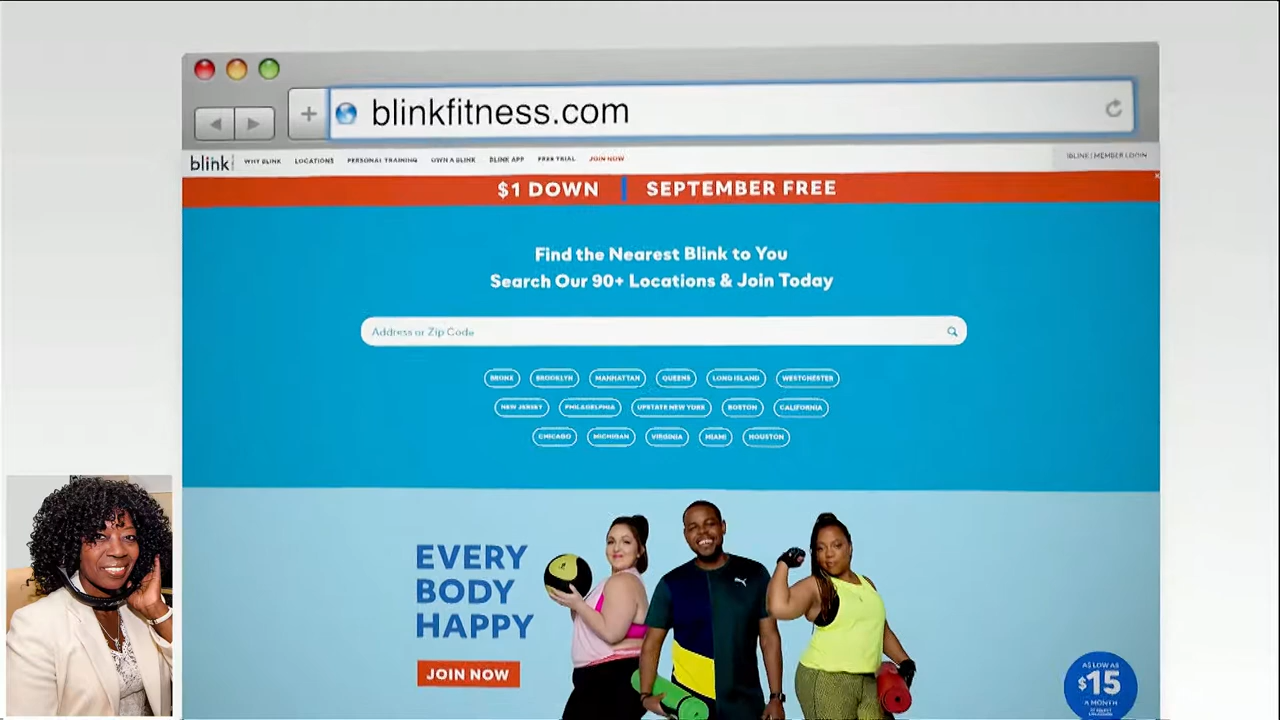 blinkfitness.com
blink WHY BLINK LOCATIONS PERSONAL TRAINING OWN A BLINK BLINK APP FREE TRIAL JOIN NOW MEMBER LOGIN
$1 DOWN | SEPTEMBER FREE
Find the Nearest Blink to You
Search Our 90+ Locations & Join Today
Address or Zip Code
BRONX BROOKLYN MANHATTAN QUEENS LONG ISLAND WESTCHESTER
NEW JERSEY PHILADELPHIA UPSTATE NEW YORK BOSTON CALIFORNIA
CHICAGO MICHIGAN VIRGINIA MIAMI HOUSTON
EVERY
BODY
HAPPY
JOIN NOW
AS LOW AS
$15
A MONTH